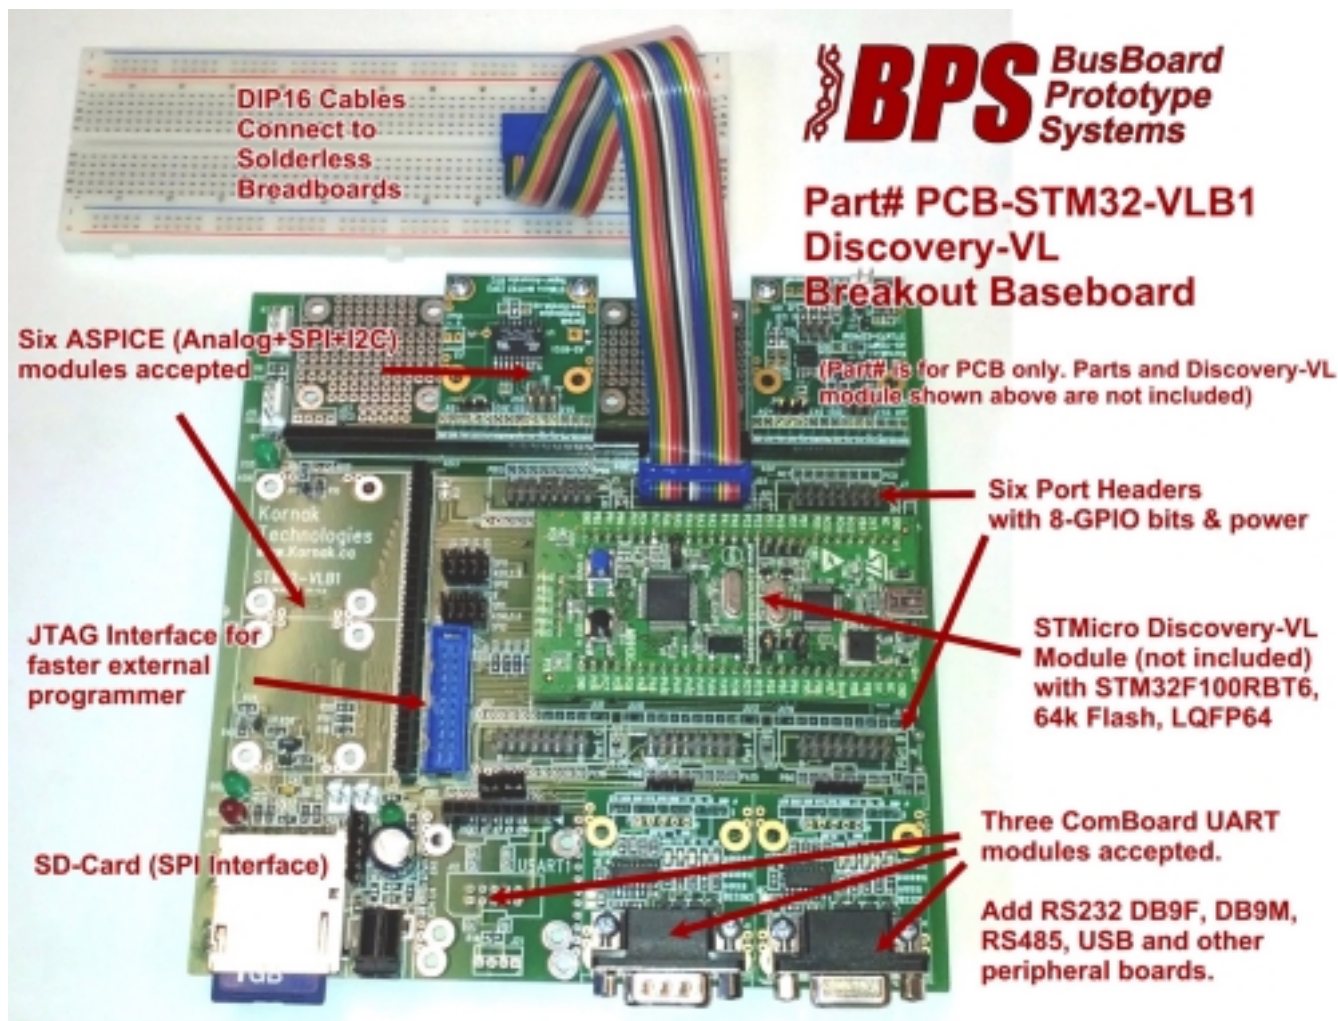 DIP16 Cables
Connect to
Solderless
Breadboards
BPS
BusBoard
Prototype
Systems
Part# PCB-STM32-VLB1
Discovery-VL
Breakout Baseboard
(Part# is for PCB only. Parts and Discovery-VL
module shown above are not included)
Six ASPICE (Analog+SPI+I2C)
modules accepted
Six Port Headers
with 8-GPIO bits & power
Kornak
Technologies
www.Kornak.co
STM32-VLB1
JTAG Interface for
faster external
programmer
STMicro Discovery-VL
Module (not included)
with STM32F100RBT6,
64k Flash, LQFP64
SD-Card (SPI Interface)
USART1
Three ComBoard UART
modules accepted.
Add RS232 DB9F, DB9M,
RS485, USB and other
peripheral boards.
1GB